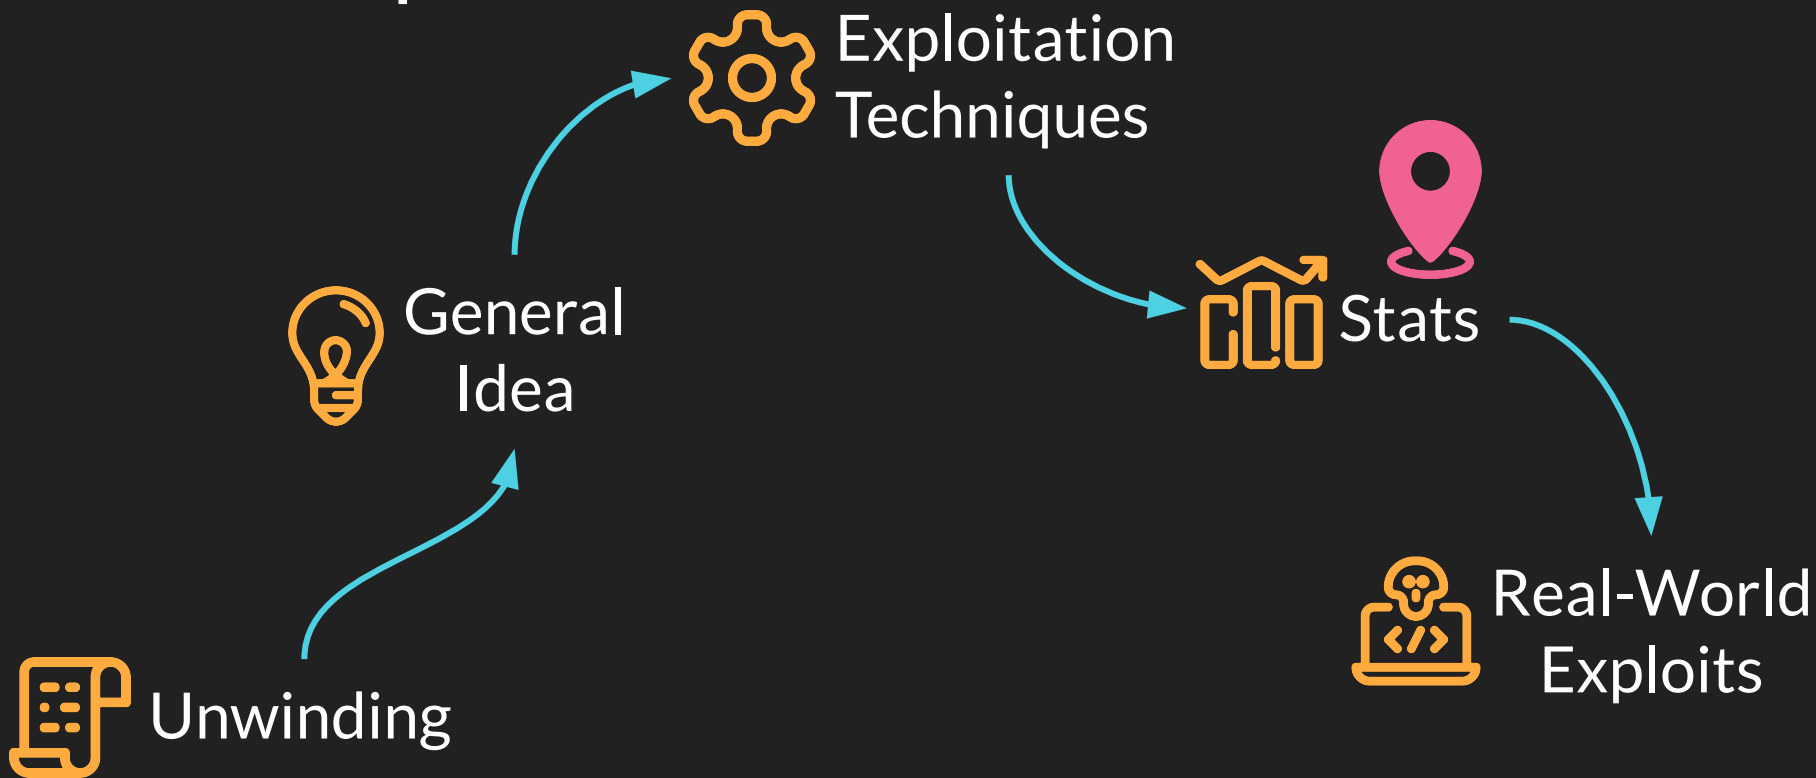 Exploitation
Techniques
General
Idea
Stats
Real-World
Exploits
Unwinding